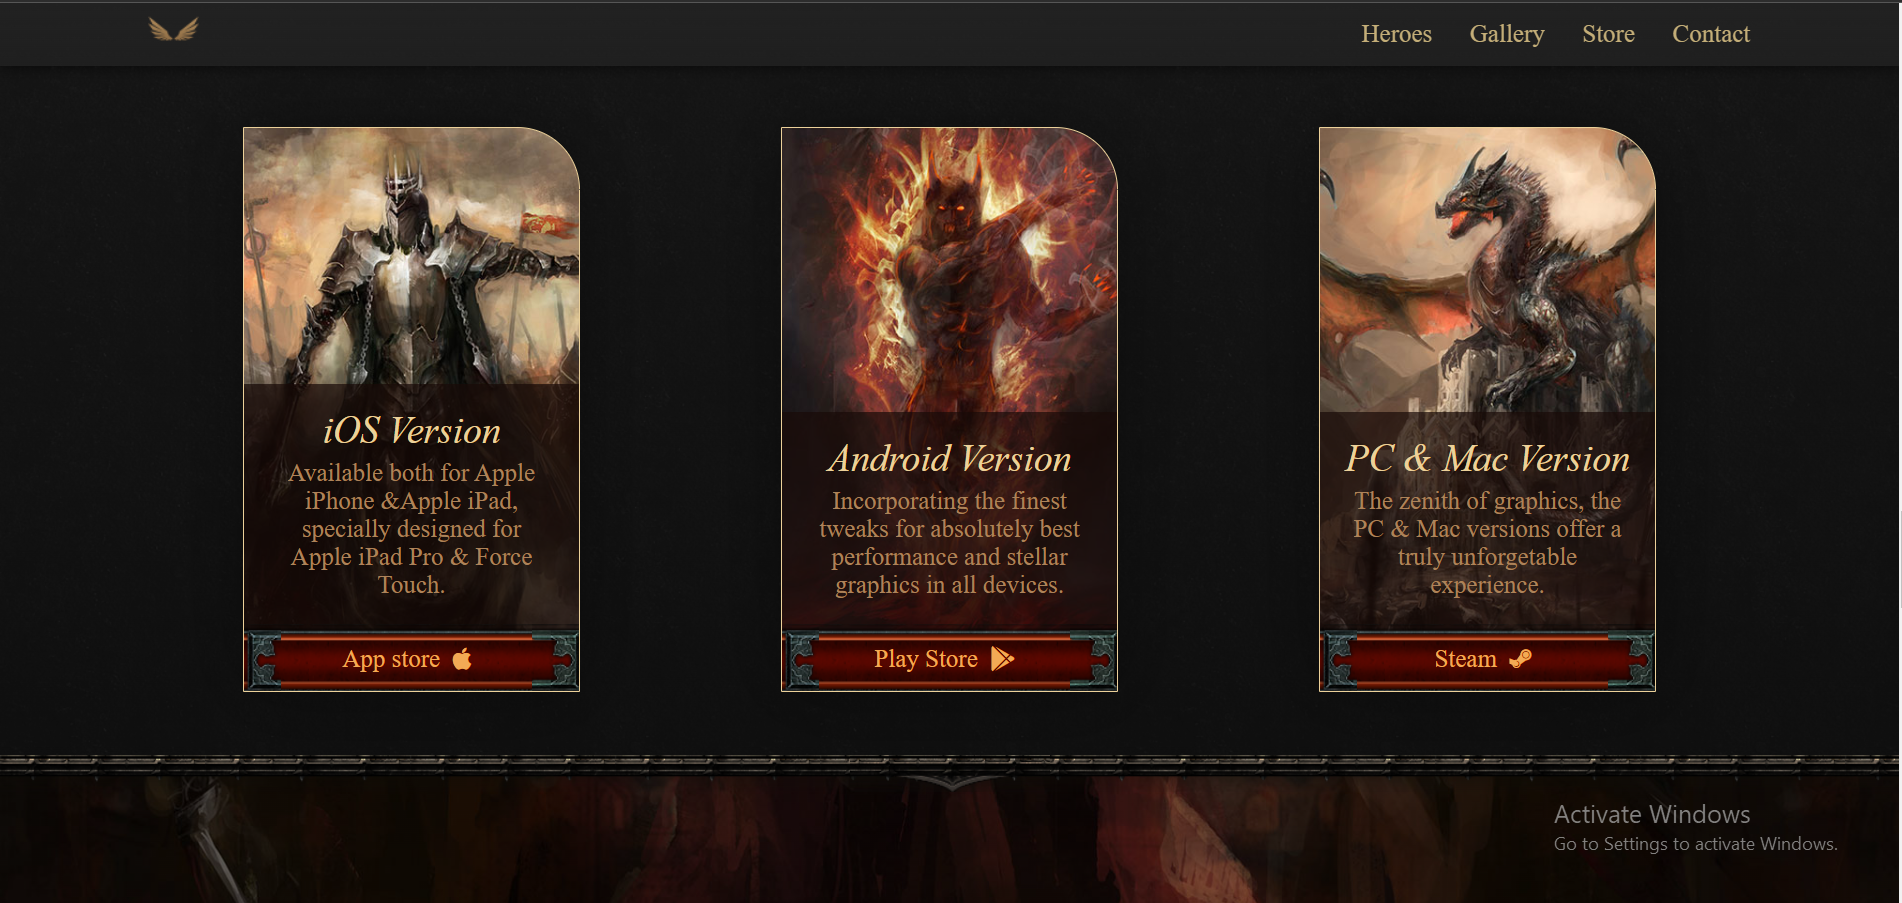 Heroes Gallery Store Contact
iOS Version
Available both for Apple
iPhone &Apple iPad,
specially designed for
Apple iPad Pro & Force
Touch.
App store
Android Version
Incorporating the finest
tweaks for absolutely best
performance and stellar
graphics in all devices.
Play Store
PC & Mac Version
The zenith of graphics, the
PC & Mac versions offer a
truly unforgetable
experience.
Steam
Activate Windows
Go to Settings to activate Windows.